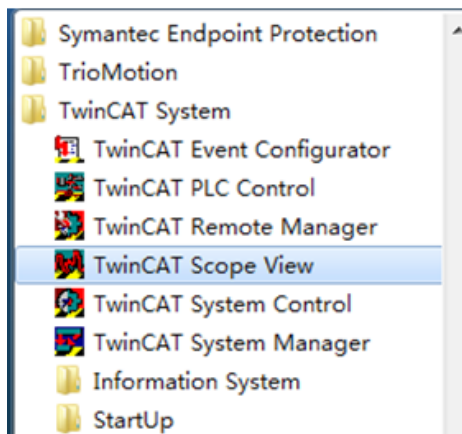 Symantec Endpoint Protection
TrioMotion
TwinCAT System
TwinCAT Event Configurator
TwinCAT PLC Control
TwinCAT Remote Manager
TwinCAT Scope View
TwinCAT System Control
TwinCAT System Manager
Information System
StartUp